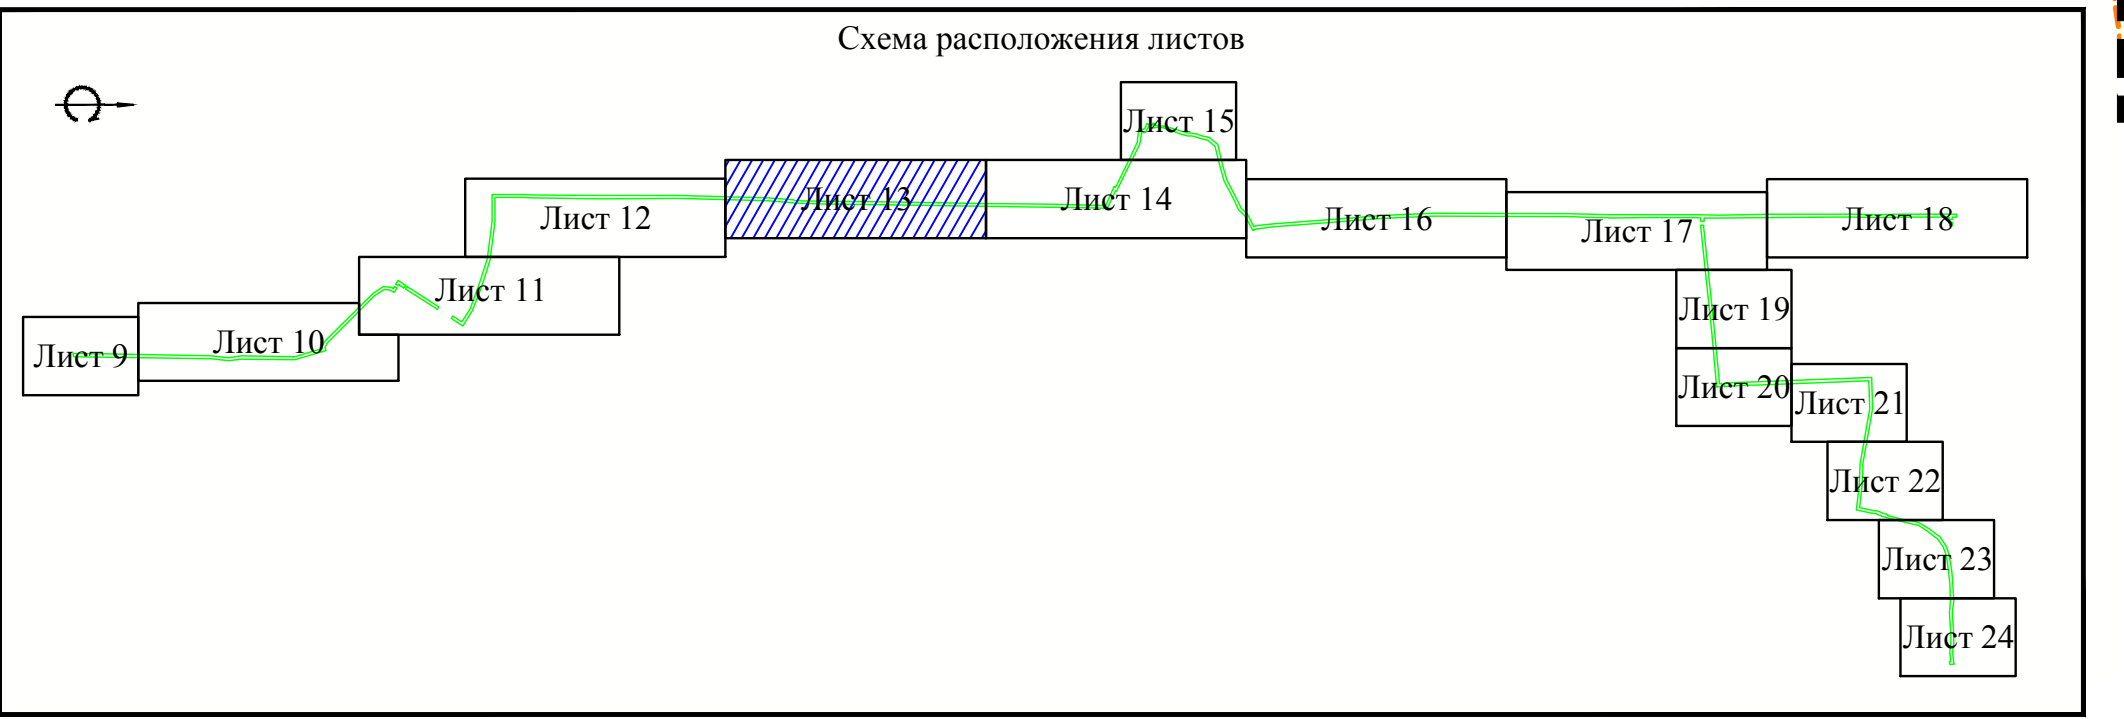 Схема расположения листов
Лист 9
Лист 10
Лист 11
Лист 12
Лист 13
Лист 14
Лист 15
Лист 16
Лист 17
Лист 18
Лист 19
Лист 20
Лист 21
Лист 22
Лист 23
Лист 24